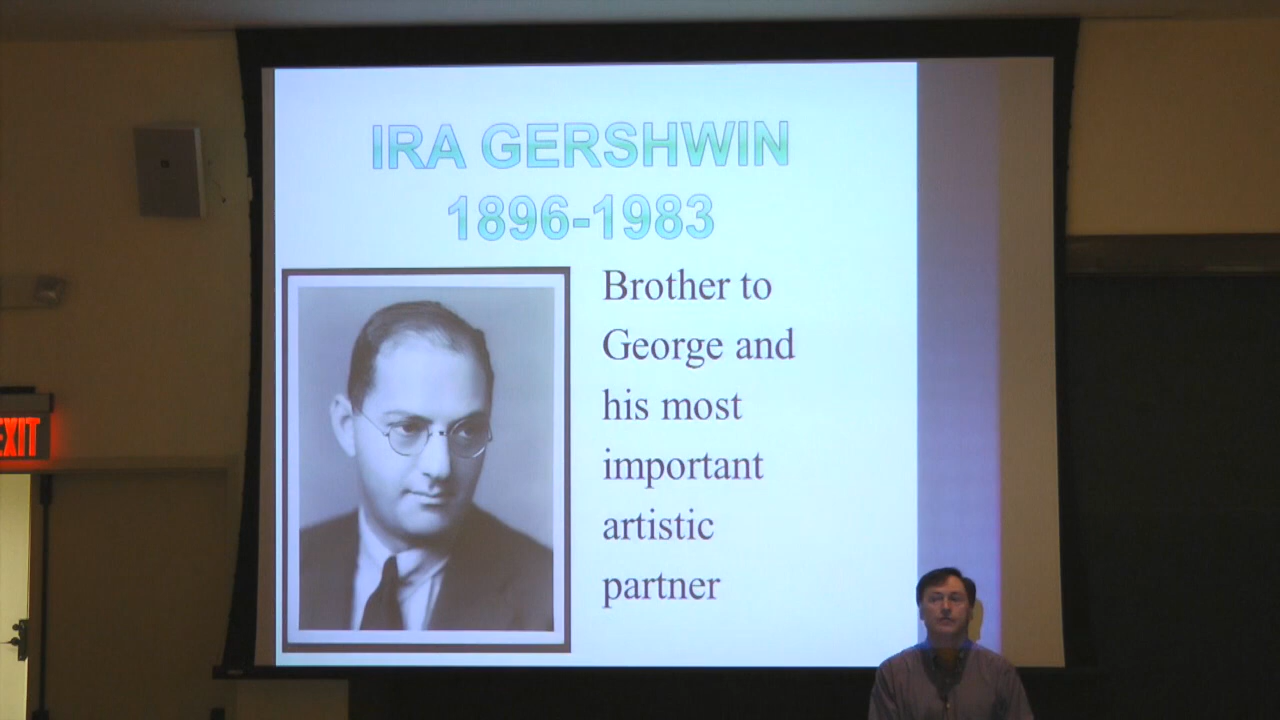 IRA GERSHWIN
1896-1983
Brother to
George and
his most
important
artistic
partner
EXIT